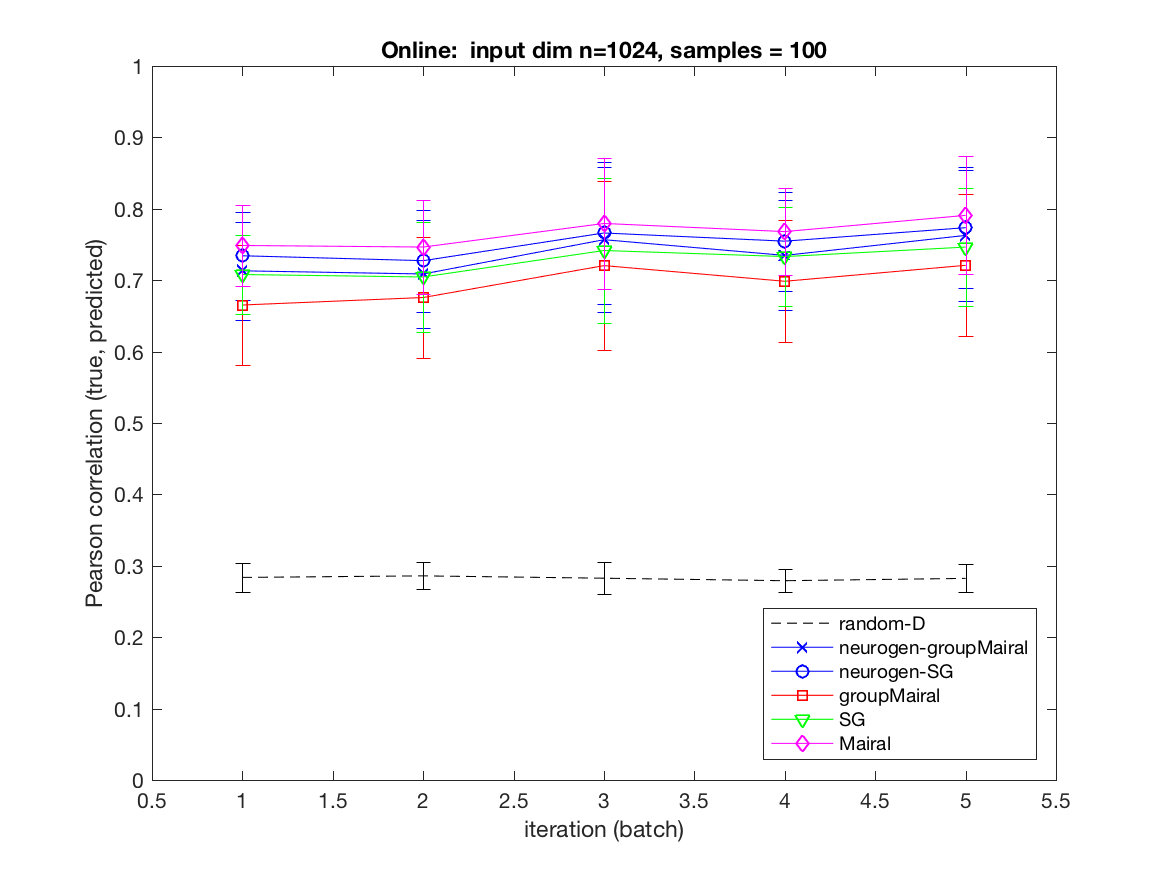 Online:  input dim n=1024, samples = 100
1
0.9
0.8
0.7
0.6
0.5
0.4
0.3
0.2
0.1
0
Pearson correlation (true, predicted)
random-D
neurogen-groupMairal
neurogen-SG
groupMairal
SG
Mairal
0.5 1 1.5 2 2.5 3 3.5 4 4.5 5 5.5
iteration (batch)